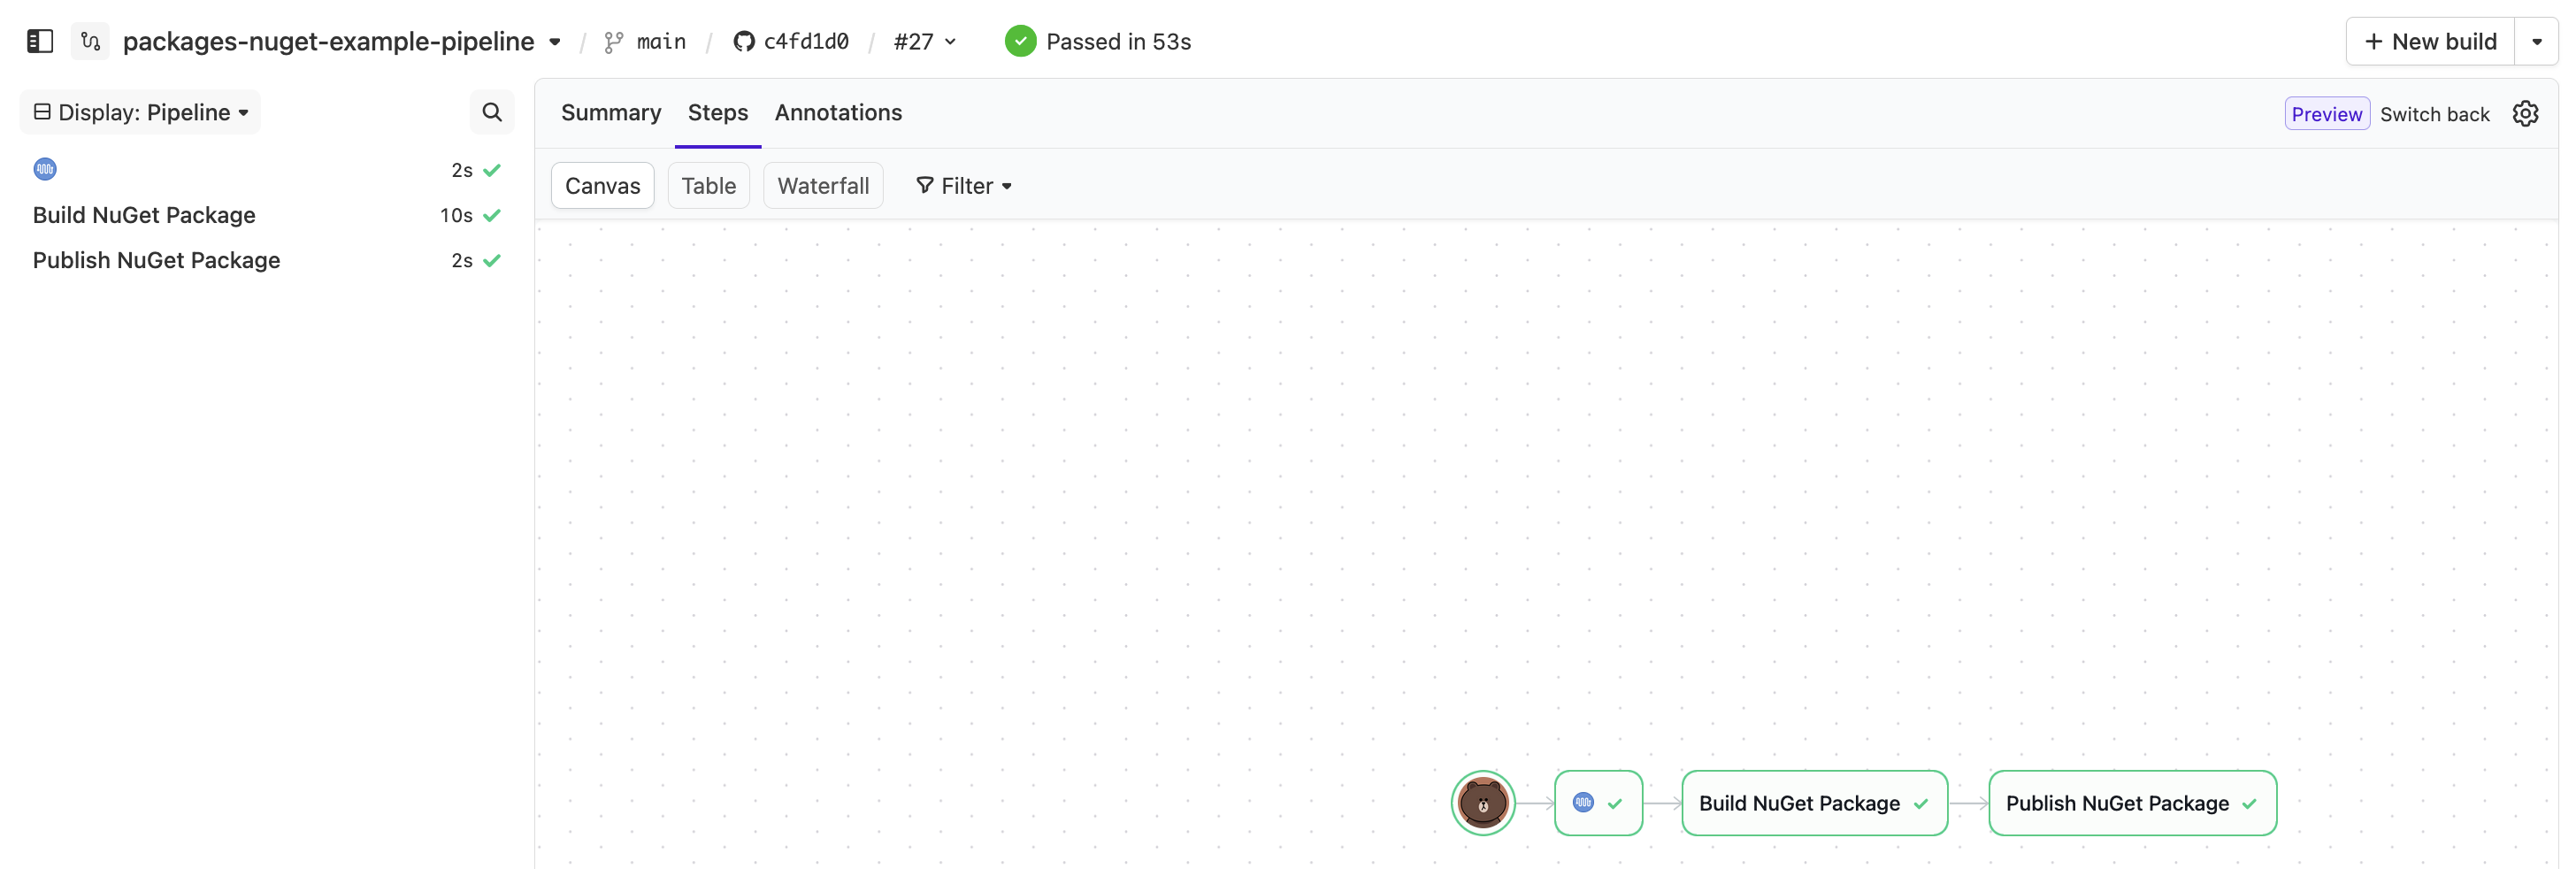 packages-nuget-example-pipeline / main / c4fd1d0 / #27 Passed in 53s
New build
Display: Pipeline
2s
Build NuGet Package 10s
Publish NuGet Package 2s
Summary Steps Annotations
Preview Switch back
Canvas Table Waterfall Filter
Build NuGet Package
Publish NuGet Package